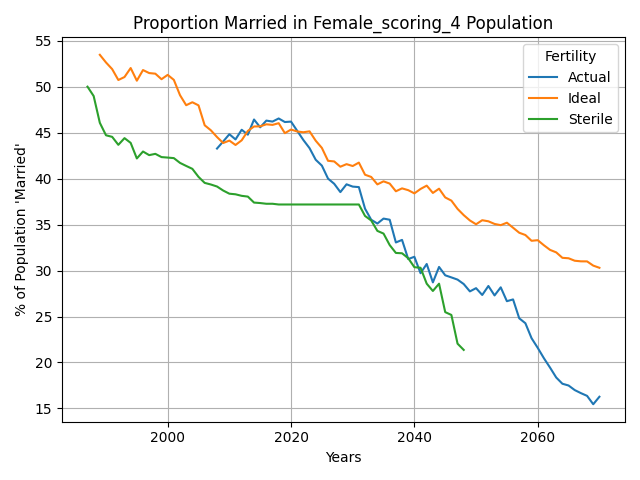 Proportion Married in Female_scoring_4 Population
% of Population 'Married'
55
50
45
40
35
30
25
20
15
Fertility
Actual
Ideal
Sterile
2000 2020 2040 2060
Years